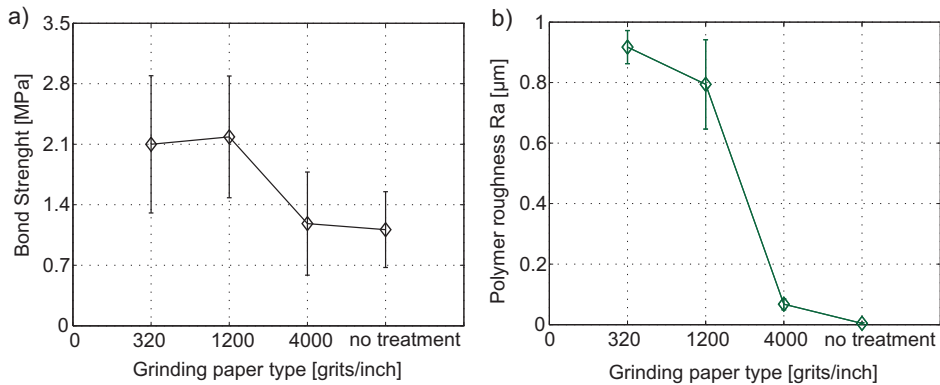 a)
Bond Strenght [MPa]
3.5
2.8
2.1
1.4
0.7
0
0 320 1200 4000 no treatment
Grinding paper type [grits/inch]
b)
Polymer roughness Ra [µm]
1
0.8
0.6
0.4
0.2
0
0 320 1200 4000 no treatment
Grinding paper type [grits/inch]